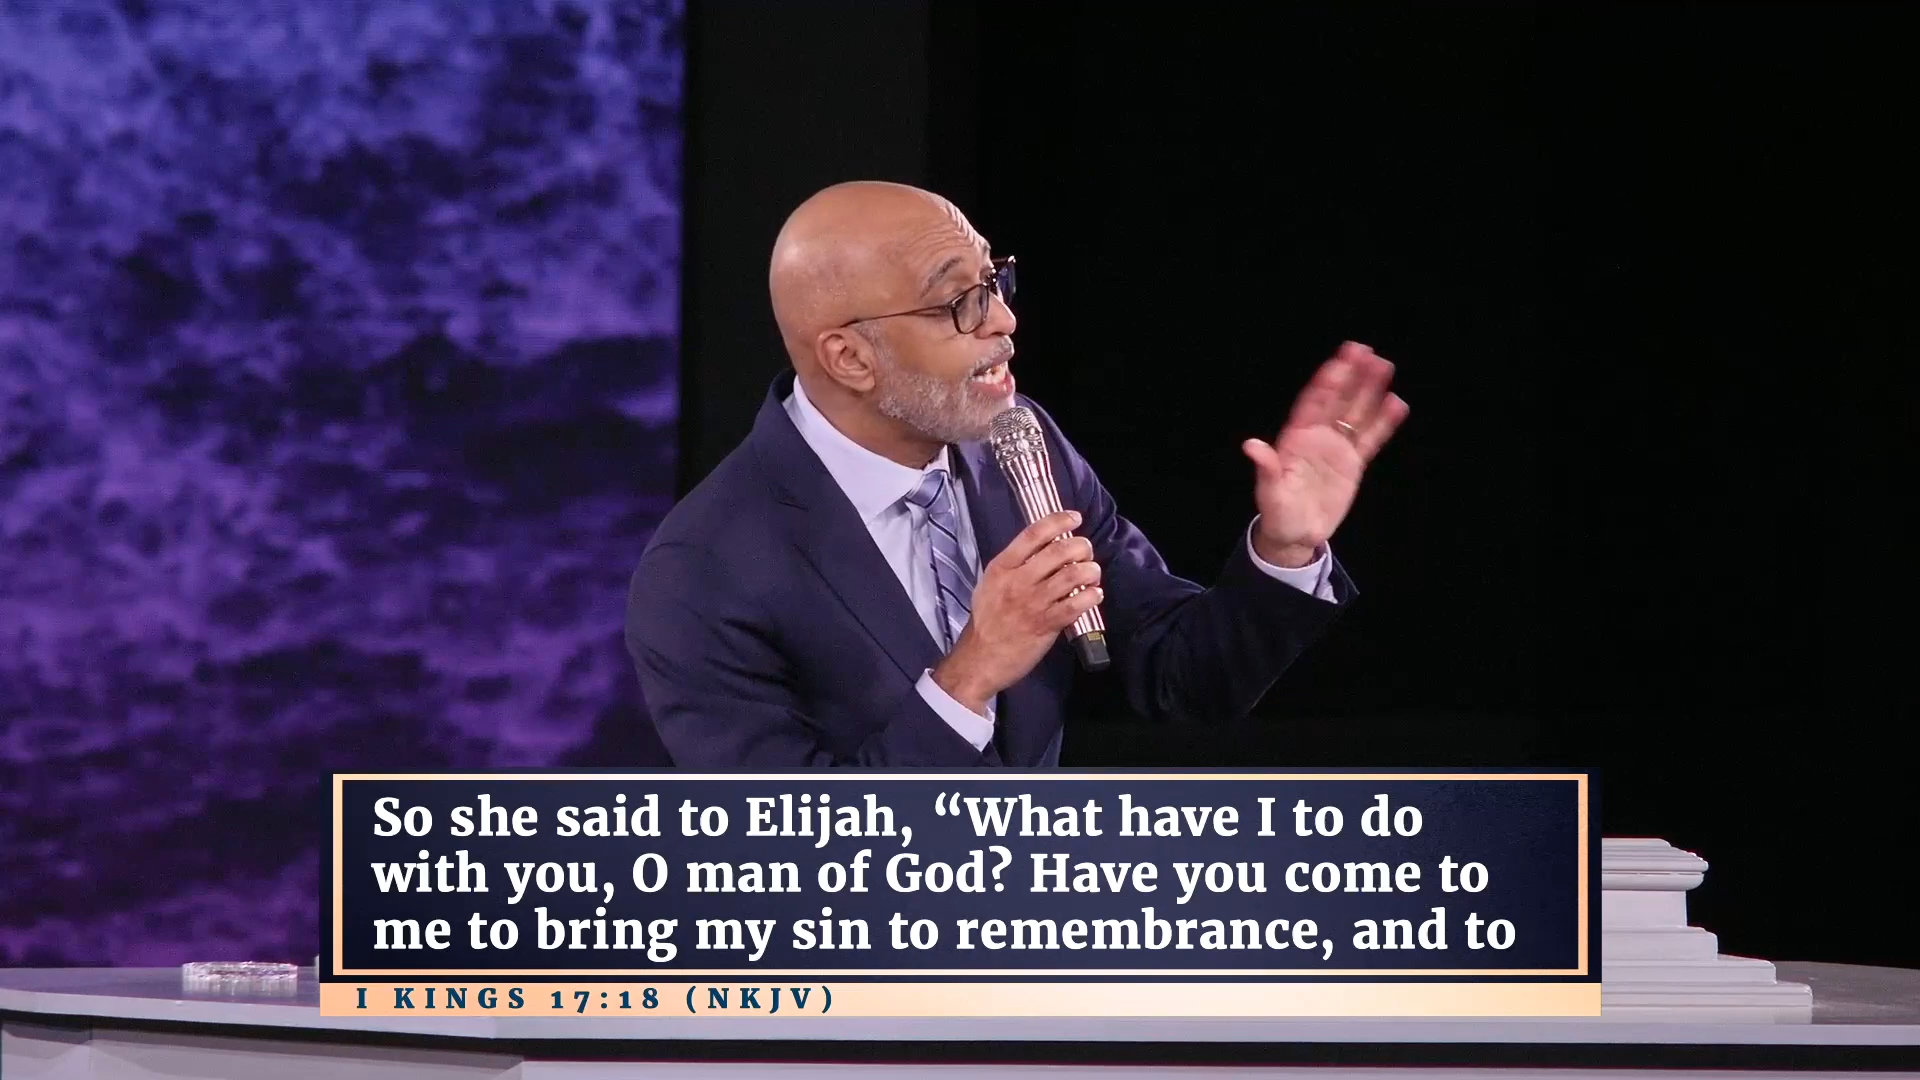 So she said to Elijah, “What have I to do
with you, O man of God? Have you come to
me to bring my sin to remembrance, and to
I KINGS 17:18 (NKJV)